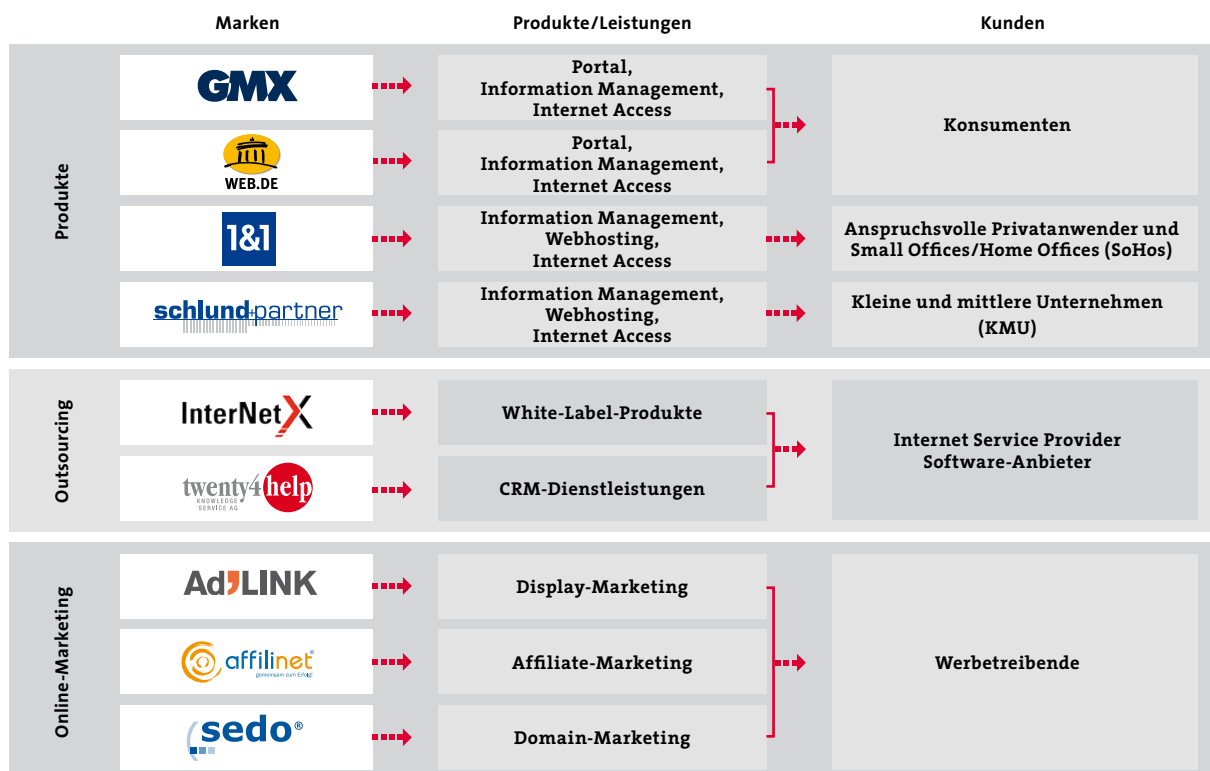 Marken
Produkte/Leistungen
Kunden
Produkte
GMX
Portal,
Information Management,
Internet Access
WEB.DE
Portal,
Information Management,
Internet Access
Konsumenten
1&1
Information Management,
Webhosting,
Internet Access
Anspruchsvolle Privatanwender und
Small Offices/Home Offices (SoHos)
schlund+partner
Information Management,
Webhosting,
Internet Access
Kleine und mittlere Unternehmen
(KMU)
Outsourcing
InterNetX
White-Label-Produkte
twenty4help
KNOWLEDGE
SERVICE AG
CRM-Dienstleistungen
Internet Service Provider
Software-Anbieter
Online-Marketing
Ad'LINK
Display-Marketing
affilinet®
gemeinsam zum Erfolg!
Affiliate-Marketing
Werbetreibende
sedo®
Domain-Marketing